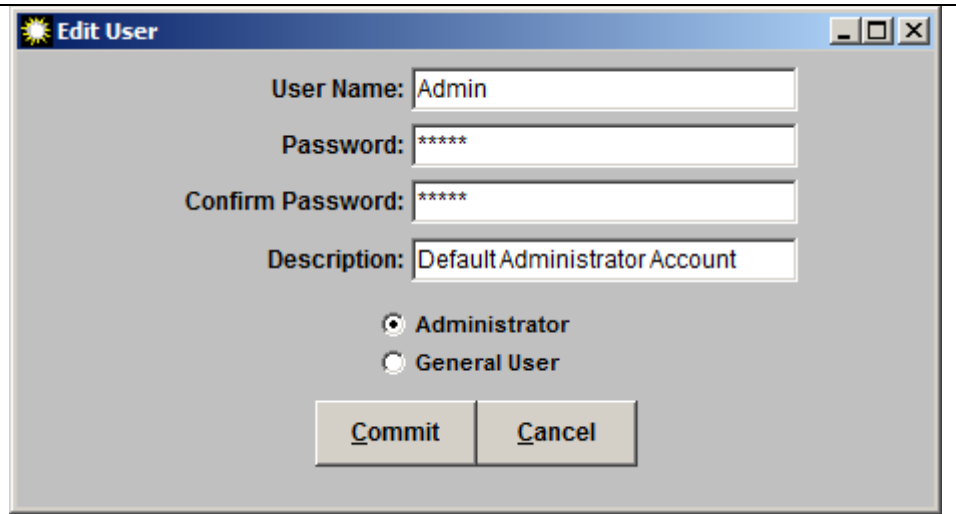 Edit User
User Name: Admin
Password: *****
Confirm Password: *****
Description: Default Administrator Account
Administrator
General User
Commit Cancel